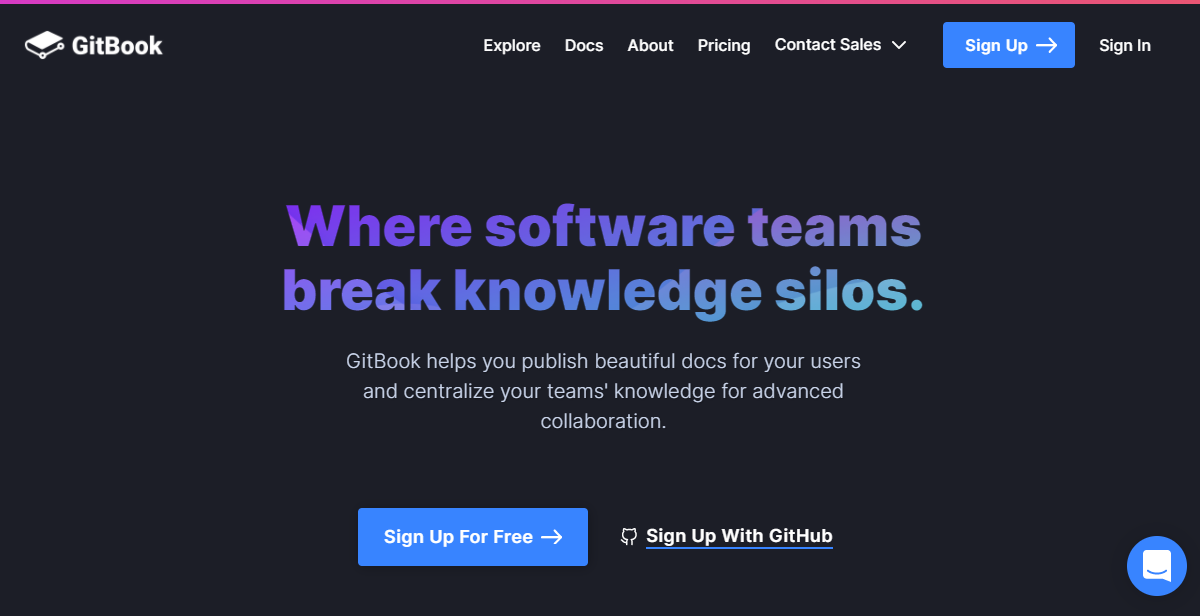 GitBook
Explore
Docs
About
Pricing
Contact Sales
Sign Up
Sign In
Where software teams
break knowledge silos.
GitBook helps you publish beautiful docs for your users
and centralize your teams' knowledge for advanced
collaboration.
Sign Up For Free
Sign Up With GitHub